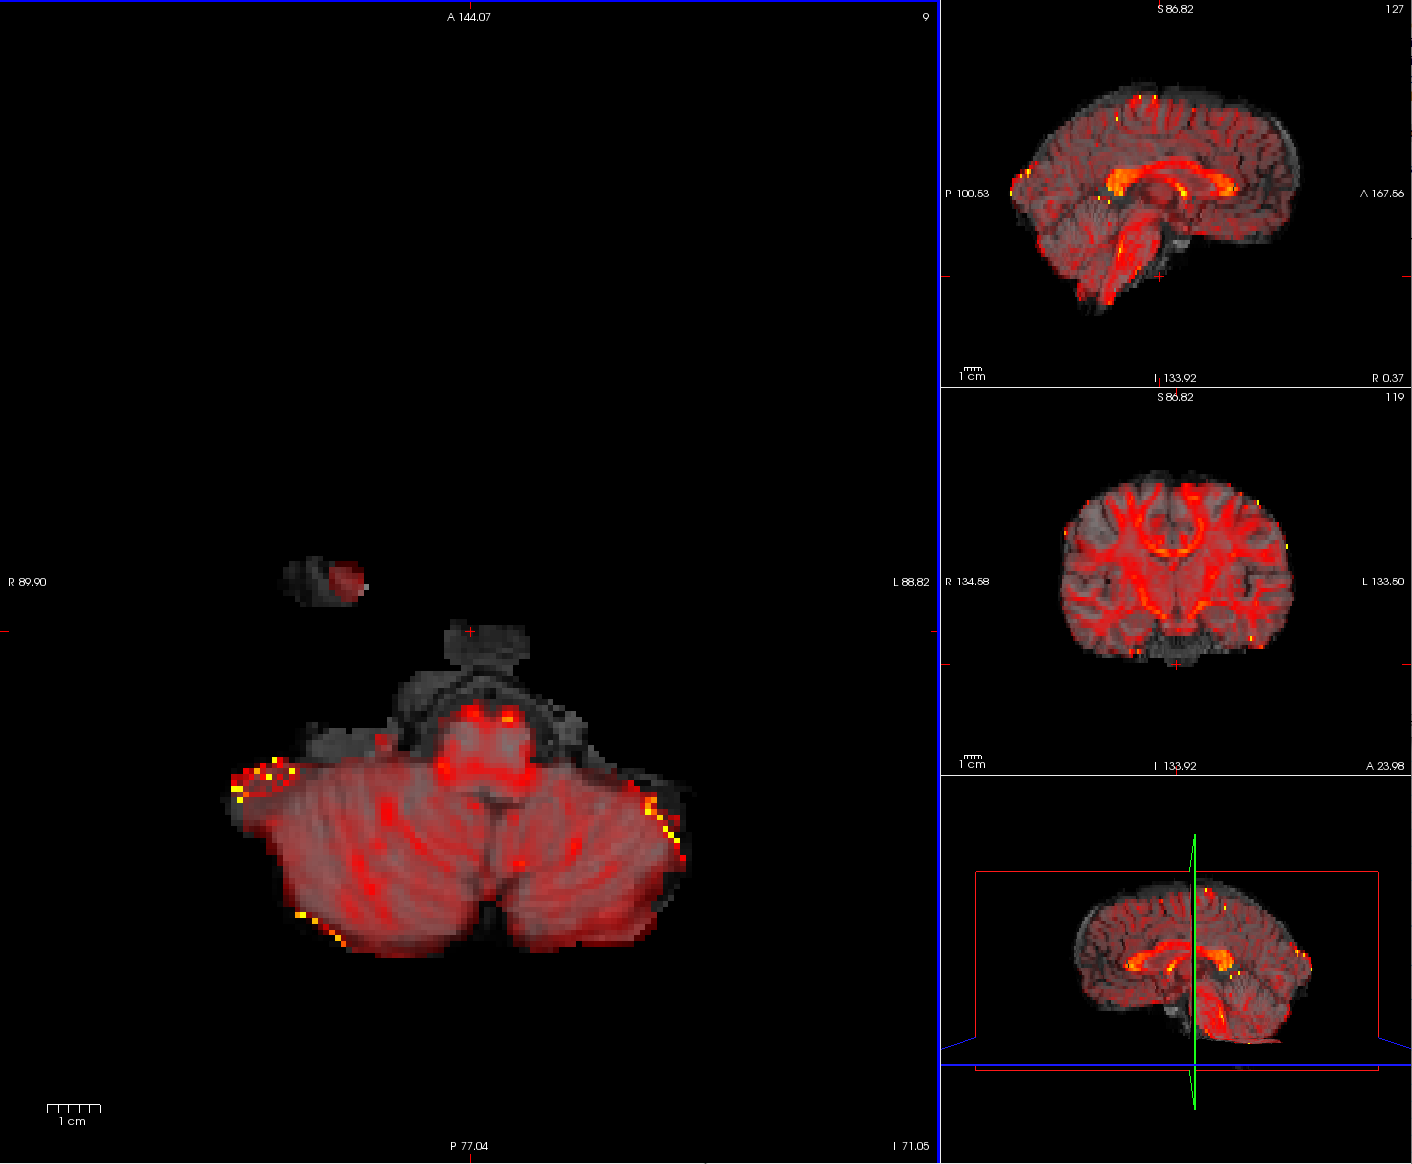 A 144.07
9
R 89.90
L 88.82
1 cm
P 77.04
I 71.05
S 86.82
127
P 100.53
A 167.56
1 cm
I 133.92
R 0.37
S 86.82
119
R 134.58
L 133.50
1 cm
I 133.92
A 23.98